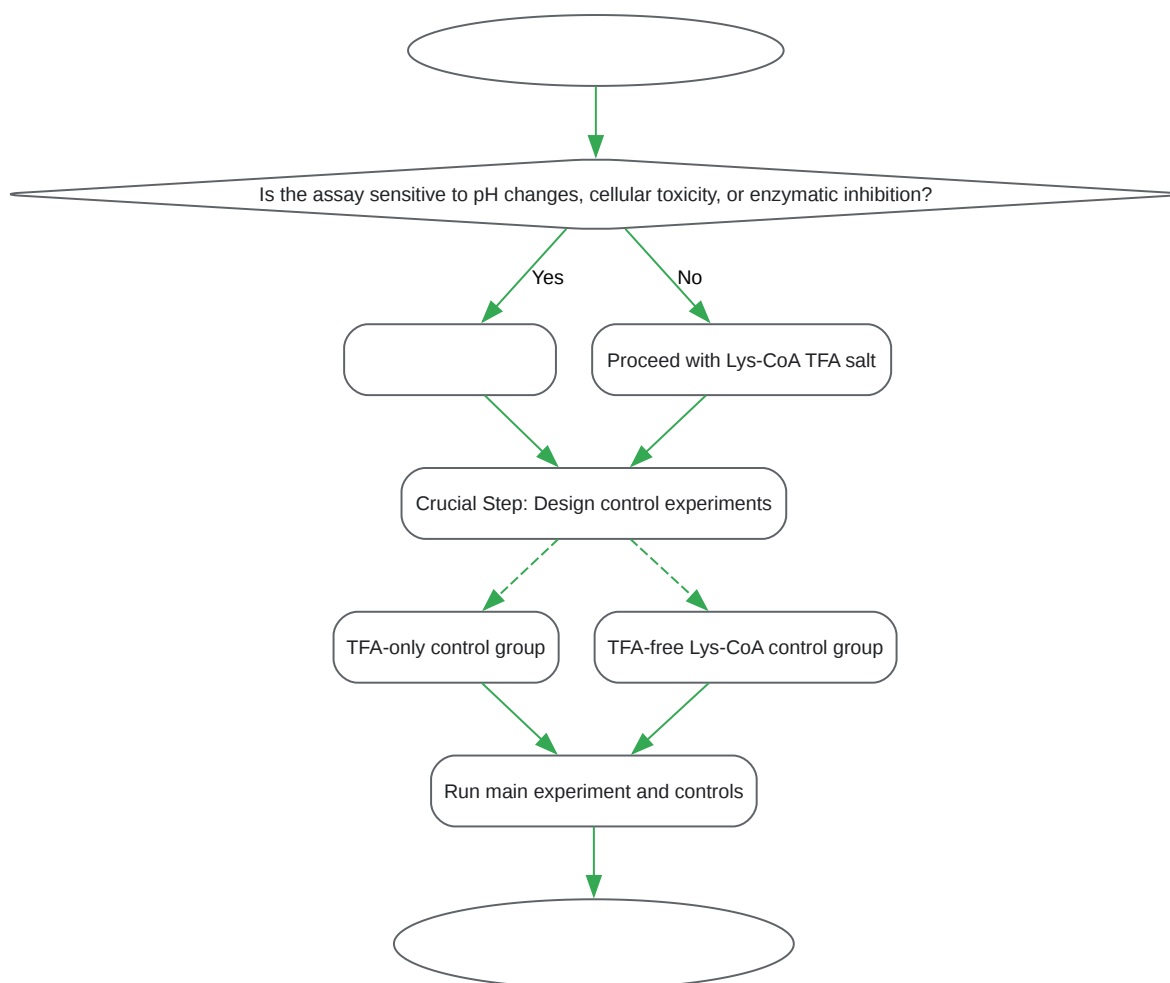 Is the assay sensitive to pH changes, cellular toxicity, or enzymatic inhibition?
Yes
No
Proceed with Lys-CoA TFA salt
Crucial Step: Design control experiments
TFA-only control group
TFA-free Lys-CoA control group
Run main experiment and controls